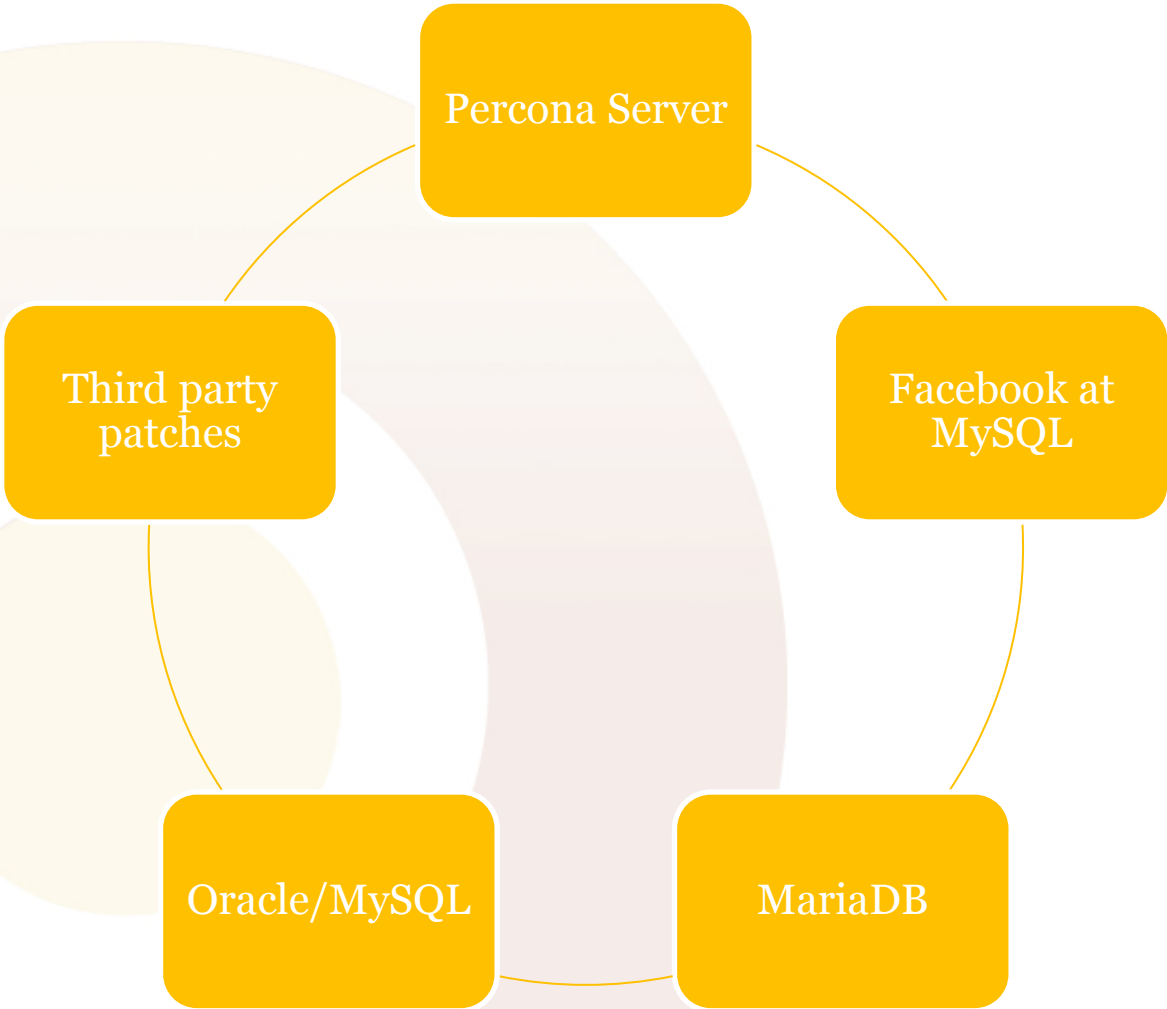 Percona Server
Third party
patches
Facebook at
MySQL
Oracle/MySQL
MariaDB